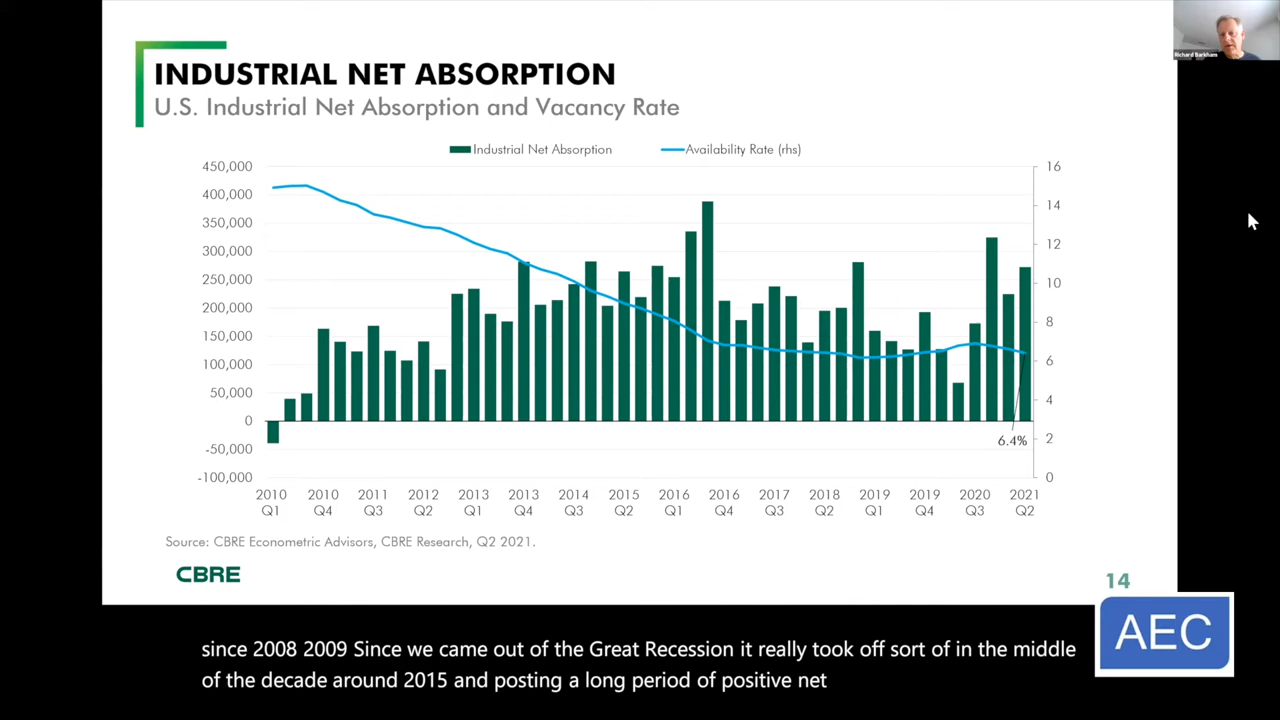 Richard Barkham
INDUSTRIAL NET ABSORPTION
U.S. Industrial Net Absorption and Vacancy Rate
Industrial Net Absorption Availability Rate (rhs)
450,000 16
400,000 14
350,000
300,000 12
250,000 10
200,000 8
150,000
100,000 6
50,000 4
0
-50,000 6.4% 2
-100,000 0
2010 2010 2011 2012 2013 2013 2014 2015 2016 2016 2017 2018 2019 2019 2020 2021
Q1 Q4 Q3 Q2 Q1 Q4 Q3 Q2 Q1 Q4 Q3 Q2 Q1 Q4 Q3 Q2
Source: CBRE Econometric Advisors, CBRE Research, Q2 2021.
CBRE
14
since 2008 2009 Since we came out of the Great Recession it really took off sort of in the middle
of the decade around 2015 and posting a long period of positive net
AEC